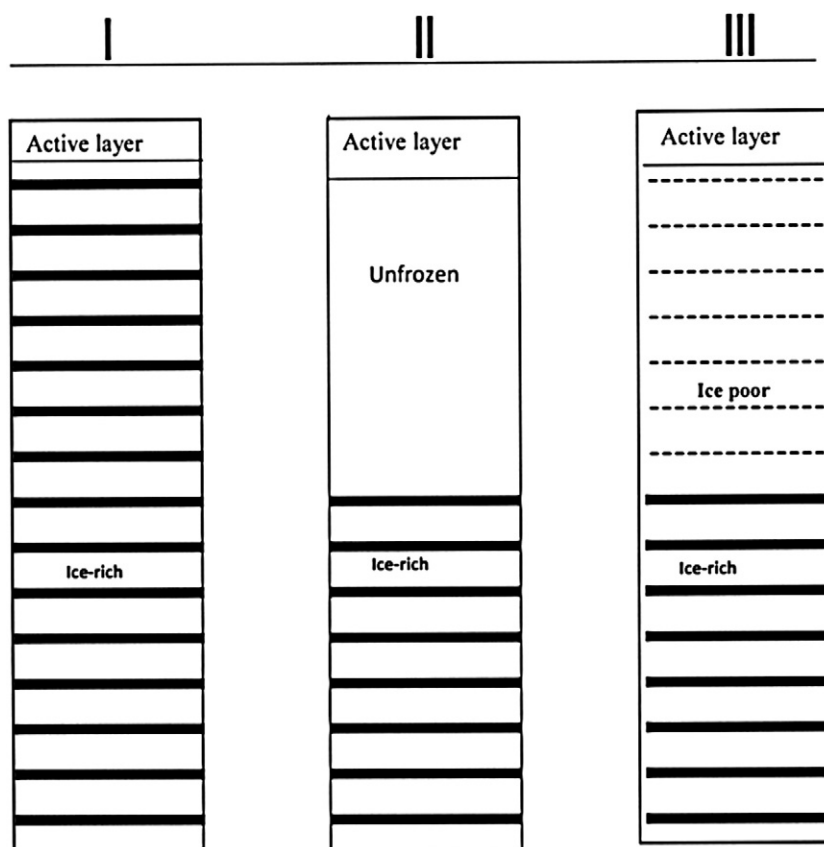 I II III
Active layer Active layer Active layer
Unfrozen
Ice poor
Ice-rich Ice-rich Ice-rich